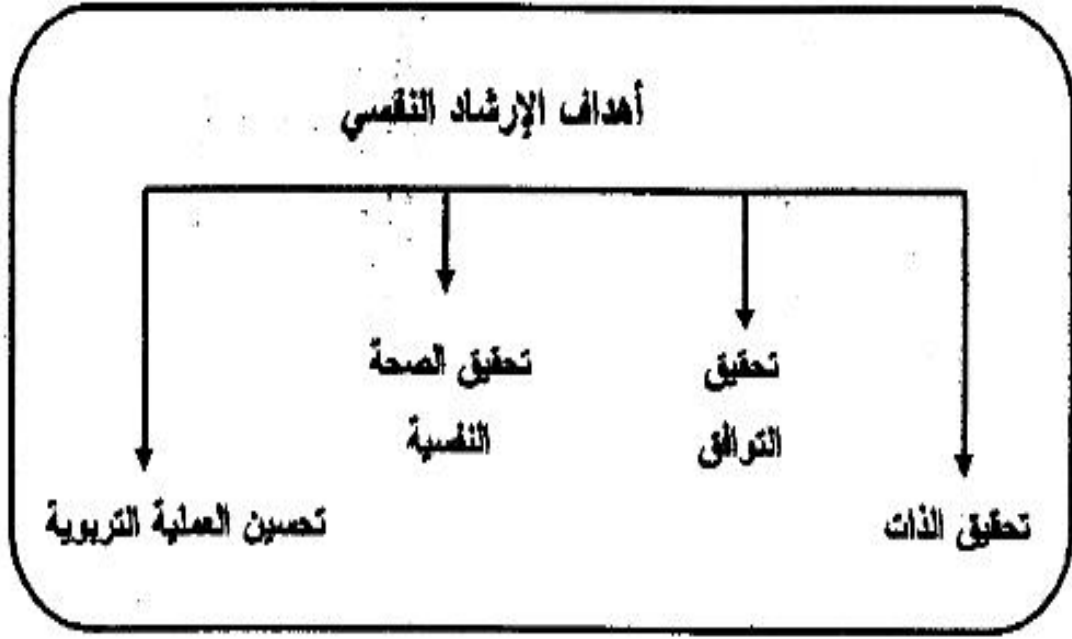 أهداف الإرشاد النفسي
تحقيق الصحة
النفسية
تحقيق
التوافق
تحسين العملية التربوية
تحقيق الذات